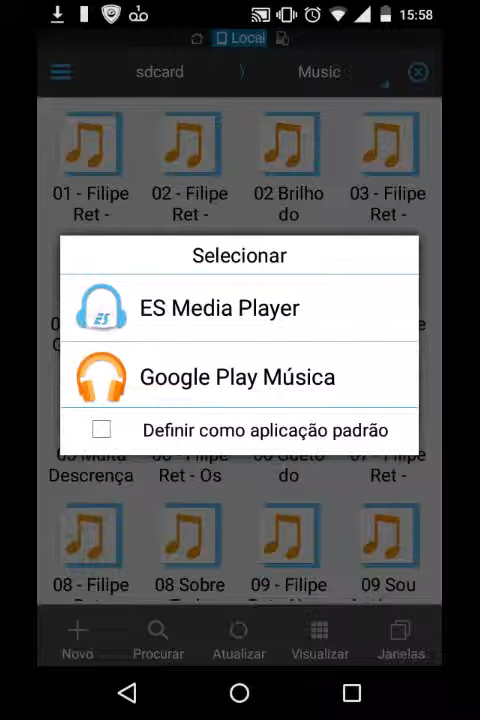 15:58
Local
sdcard
Music
01 - Filipe Ret -
02 - Filipe Ret -
02 Brilho do
03 - Filipe Ret -
Selecionar
ES
ES Media Player
Google Play Música
Definir como aplicação padrão
Descrença
Ret - Os
do
Ret -
08 - Filipe
08 Sobre
09 - Filipe
09 Sou
Novo
Procurar
Atualizar
Visualizar
Janelas